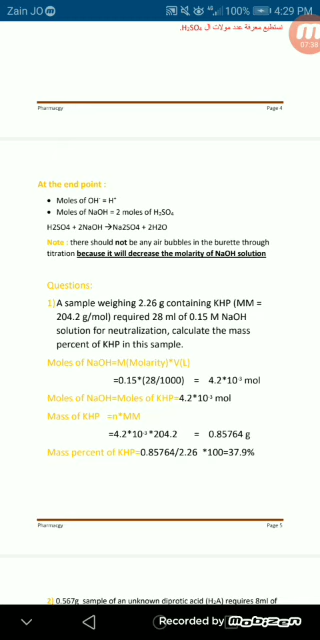 Zain JO 100% 4:29 PM
نستطيع معرفة عدد مولات ال H₂SO₄.
07:38
Pharmacgy Page 4
At the end point :
• Moles of OH⁻ = H⁺
• Moles of NaOH = 2 moles of H₂SO₄
H2SO4 + 2NaOH →Na2SO4 + 2H2O
Note : there should not be any air bubbles in the burette through
titration because it will decrease the molarity of NaOH solution
Questions:
1) A sample weighing 2.26 g containing KHP (MM =
204.2 g/mol) required 28 ml of 0.15 M NaOH
solution for neutralization, calculate the mass
percent of KHP in this sample.
Moles of NaOH=M(Molarity)*V(L)
=0.15*(28/1000) = 4.2*10⁻³ mol
Moles of NaOH=Moles of KHP=4.2*10⁻³ mol
Mass of KHP =n*MM
=4.2*10⁻³*204.2 = 0.85764 g
Mass percent of KHP=0.85764/2.26 *100=37.9%
Pharmacgy Page 5
2) 0.567g sample of an unknown diprotic acid (H₂A) requires 8ml of
Recorded by Mobizen